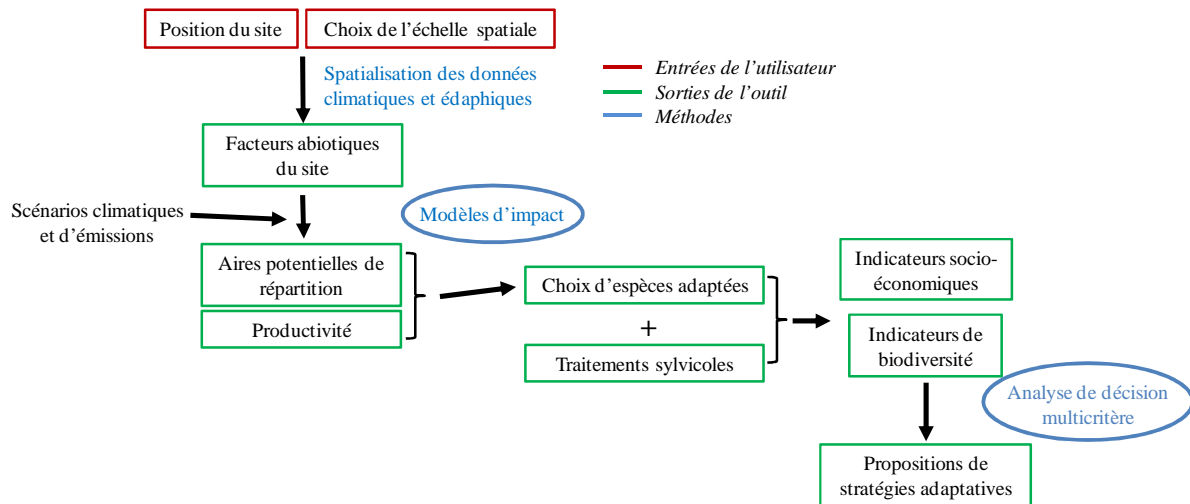 Position du site
Choix de l'échelle spatiale
Spatialisation des données
climatiques et édaphiques
Entrées de l'utilisateur
Sorties de l'outil
Méthodes
Facteurs abiotiques
du site
Scénarios climatiques
et d'émissions
Modèles d'impact
Aires potentielles de
répartition
Productivité
Choix d'espèces adaptées
+
Traitements sylvicoles
Indicateurs socio-
économiques
Indicateurs de
biodiversité
Analyse de décision
multicritère
Propositions de
stratégies adaptatives